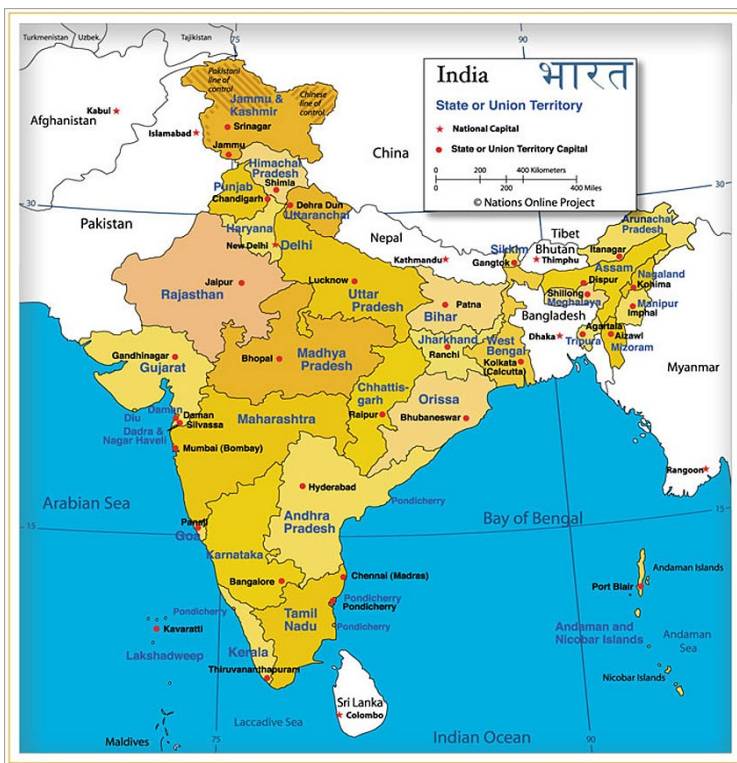 Turkmenistan
Uzbek.
Tajikistan
75
90
Pakistani
line of
control
Chinese
line of
control
Jammu &
Kashmir
Kabul
Afghanistan
Islamabad
Srinagar
Jammu
China
India
भारत
State or Union Territory
National Capital
State or Union Territory Capital
0 200 400 Kilometers
0 200 400 Miles
© Nations Online Project
Himachal
Pradesh
Shimla
Punjab
Chandigarh
Dehra Dun
Uttaranchal
30
30
Pakistan
Haryana
New Delhi
Delhi
Nepal
Kathmandu
Tibet
Bhutan
Thimphu
Sikkim
Gangtok
Arunachal
Pradesh
Itanagar
Assam
Dispur
Nagaland
Kohima
Shillong
Meghalaya
Manipur
Imphal
Jaipur
Rajasthan
Lucknow
Uttar
Pradesh
Patna
Bihar
Bangladesh
Dhaka
Agartala
Tripura
Aizawl
Mizoram
Jharkhand
Ranchi
West
Bengal
Kolkata
(Calcutta)
Gandhinagar
Gujarat
Bhopal
Madhya
Pradesh
Myanmar
Chhattis-
garh
Raipur
Orissa
Bhubaneswar
Daman
Diu
Daman
Silvassa
Dadra &
Nagar Haveli
Maharashtra
Mumbai (Bombay)
Rangoon
Hyderabad
Pondicherry
Arabian Sea
Andhra
Pradesh
Bay of Bengal
15
15
Panaji
Goa
Karnataka
Bangalore
Chennai (Madras)
Pondicherry
Pondicherry
Pondicherry
Pondicherry
Tamil
Nadu
Kavaratti
Lakshadweep
Kerala
Thiruvananthapuram
Andaman Islands
Port Blair
Andaman and
Nicobar Islands
Andaman
Sea
Nicobar Islands
Sri Lanka
Colombo
Laccadive Sea
Maldives
75
Indian Ocean
90